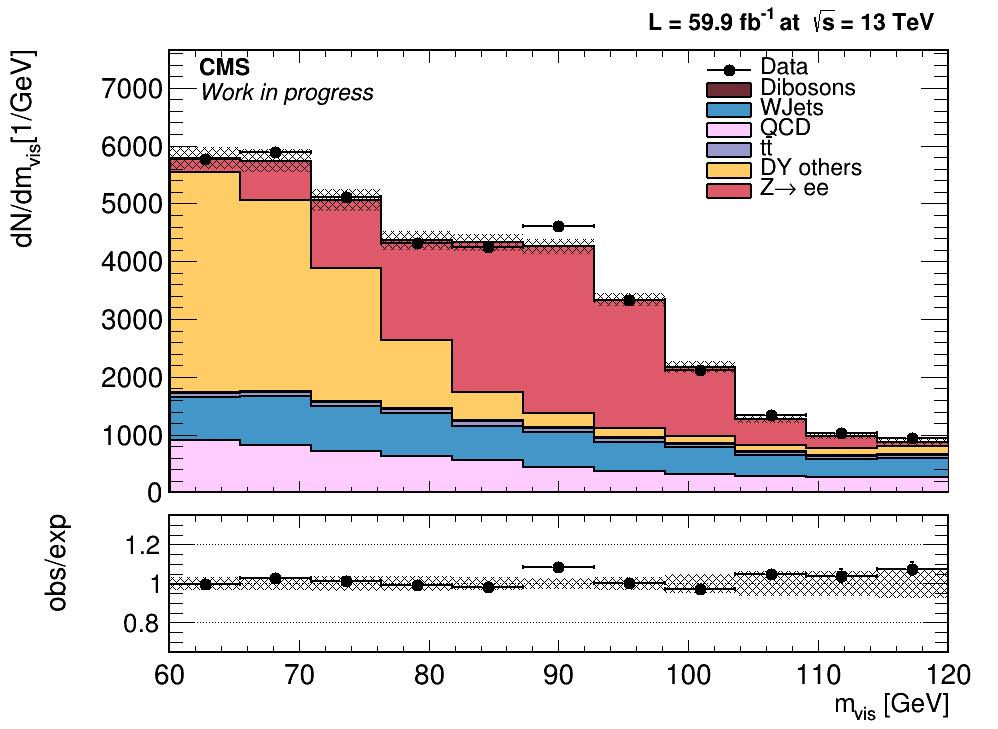 L = 59.9 fb⁻¹ at √s = 13 TeV
dN/dm_vis[1/GeV]
CMS
Work in progress
Data
Dibosons
WJets
QCD
tt̄
DY others
Z→ ee
7000
6000
5000
4000
3000
2000
1000
0
obs/exp
1.2
1
0.8
60 70 80 90 100 110 120
m_vis [GeV]